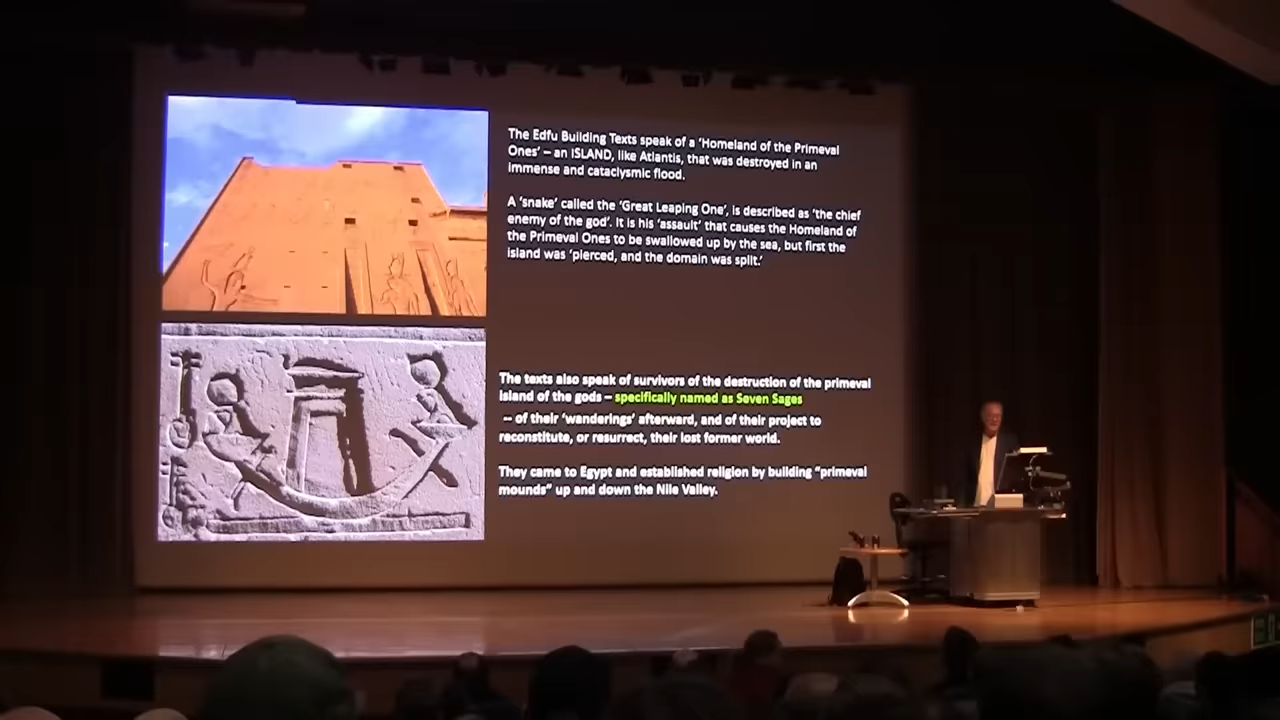 The Edfu Building Texts speak of a ‘Homeland of the Primeval
Ones’ – an ISLAND, like Atlantis, that was destroyed in an
immense and cataclysmic flood.
A ‘snake’ called the ‘Great Leaping One’, is described as ‘the chief
enemy of the god’. It is his ‘assault’ that causes the Homeland of
the Primeval Ones to be swallowed up by the sea, but first the
island was ‘pierced, and the domain was split.’
The texts also speak of survivors of the destruction of the primeval
island of the gods – specifically named as Seven Sages
– of their ‘wanderings’ afterward, and of their project to
reconstitute, or resurrect, their lost former world.
They came to Egypt and established religion by building “primeval
mounds” up and down the Nile Valley.